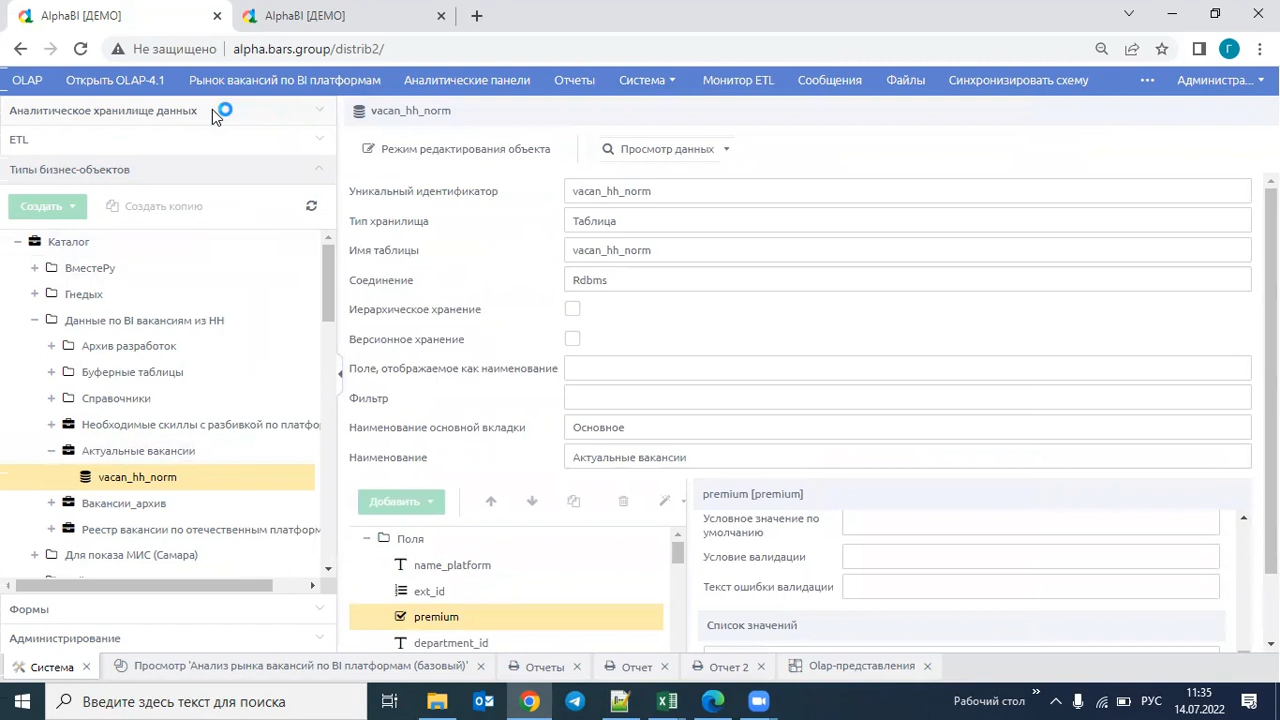 AlphaBI [ДЕМО]
AlphaBI [ДЕМО]
Не защищено
alpha.bars.group/distrib2/
Г
OLAP
Открыть OLAP-4.1
Рынок вакансий по BI платформам
Аналитические панели
Отчеты
Система
Монитор ETL
Сообщения
Файлы
Синхронизировать схему
Администра...
Аналитическое хранилище данных
ETL
Типы бизнес-объектов
Создать
Создать копию
Каталог
ВместеРу
Гнедых
Данные по BI вакансиям из HH
Архив разработок
Буферные таблицы
Справочники
Необходимые скиллы с разбивкой по платфо
Актуальные вакансии
vacan_hh_norm
Вакансии_архив
Реестр вакансии по отечественным платформ
Для показа МИС (Самара)
Формы
Администрирование
vacan_hh_norm
Режим редактирования объекта
Просмотр данных
Уникальный идентификатор
vacan_hh_norm
Тип хранилища
Таблица
Имя таблицы
vacan_hh_norm
Соединение
Rdbms
Иерархическое хранение
Версионное хранение
Поле, отображаемое как наименование
Фильтр
Наименование основной вкладки
Основное
Наименование
Актуальные вакансии
Добавить
Поля
name_platform
ext_id
premium
department_id
premium [premium]
Условное значение по
умолчанию
Условие валидации
Текст ошибки валидации
Список значений
Система
Просмотр 'Анализ рынка вакансий по BI платформам (базовый)'
Отчеты
Отчет
Отчет 2
Olap-представления
Введите здесь текст для поиска
Рабочий стол
РУС
11:35
14.07.2022